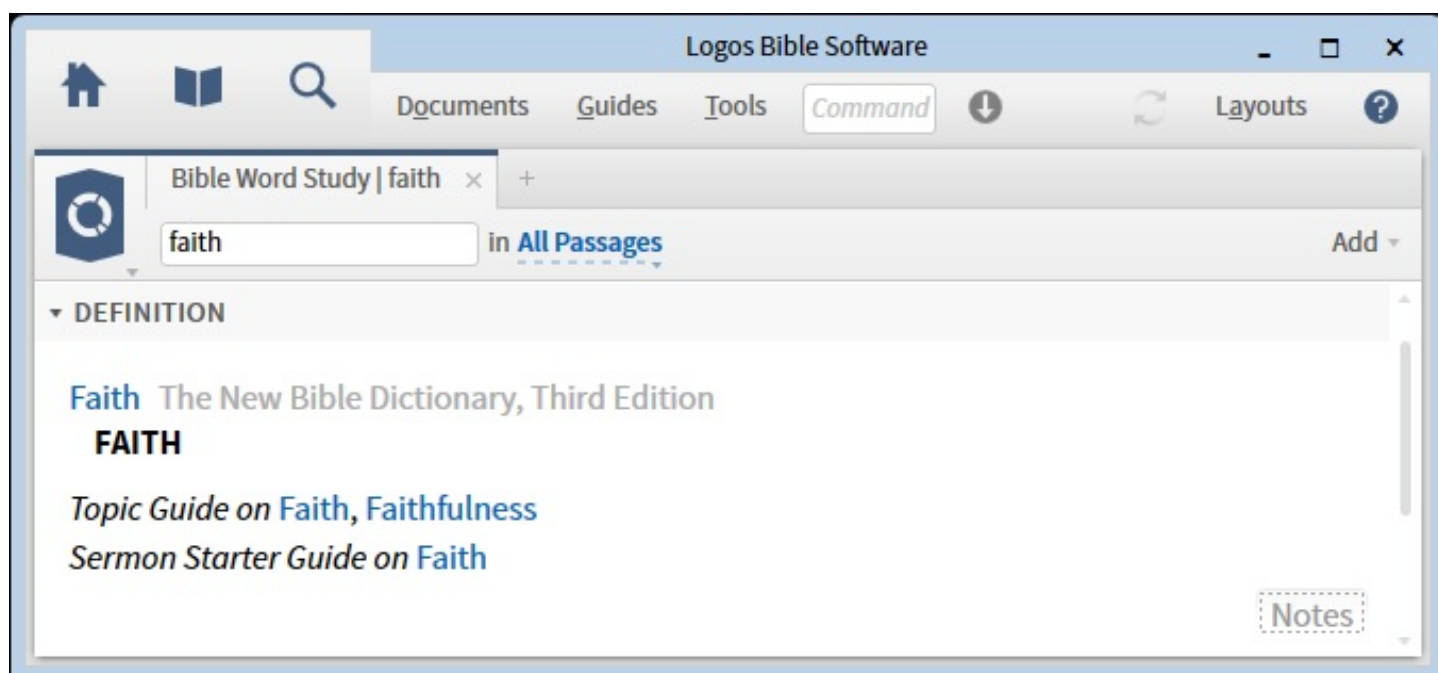 Logos Bible Software
Documents Guides Tools Command Layouts ?
Bible Word Study | faith × +
faith in All Passages Add
DEFINITION
Faith The New Bible Dictionary, Third Edition
FAITH
Topic Guide on Faith, Faithfulness
Sermon Starter Guide on Faith
Notes